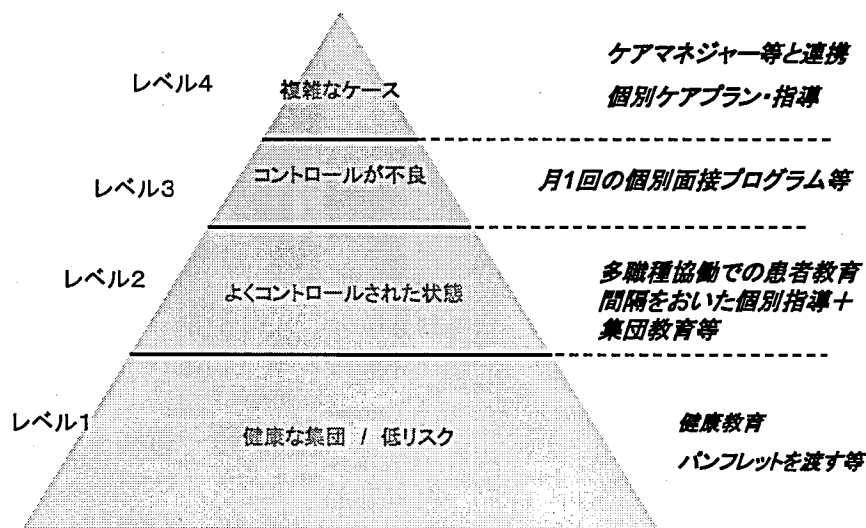 レベル4
複雑なケース
ケアマネジャー等と連携
個別ケアプラン・指導
レベル3
コントロールが不良
月1回の個別面接プログラム等
レベル2
よくコントロールされた状態
多職種協働での患者教育
間隔をおいた個別指導＋
集団教育等
レベル1
健康な集団 / 低リスク
健康教育
パンフレットを渡す等